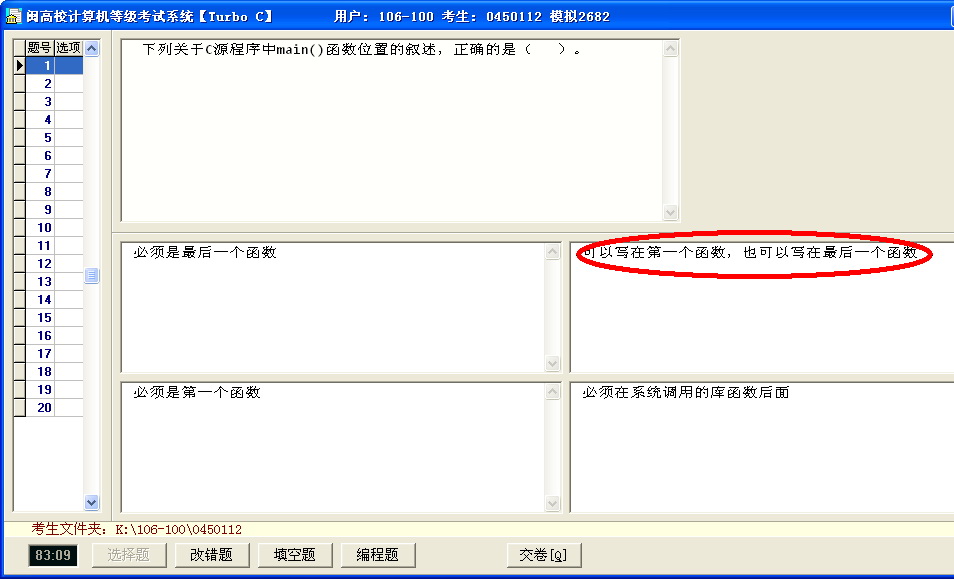 闽高校计算机等级考试系统【Turbo C】 用户: 106-100 考生: 0450112 模拟2682
题号 选项
1
2
3
4
5
6
7
8
9
10
11
12
13
14
15
16
17
18
19
20
下列关于C源程序中main()函数位置的叙述，正确的是（ ）。
必须是最后一个函数
可以写在第一个函数，也可以写在最后一个函数
必须是第一个函数
必须在系统调用的库函数后面
考生文件夹: K:\106-100\0450112
83:09 选择题 改错题 填空题 编程题 交卷[Q]